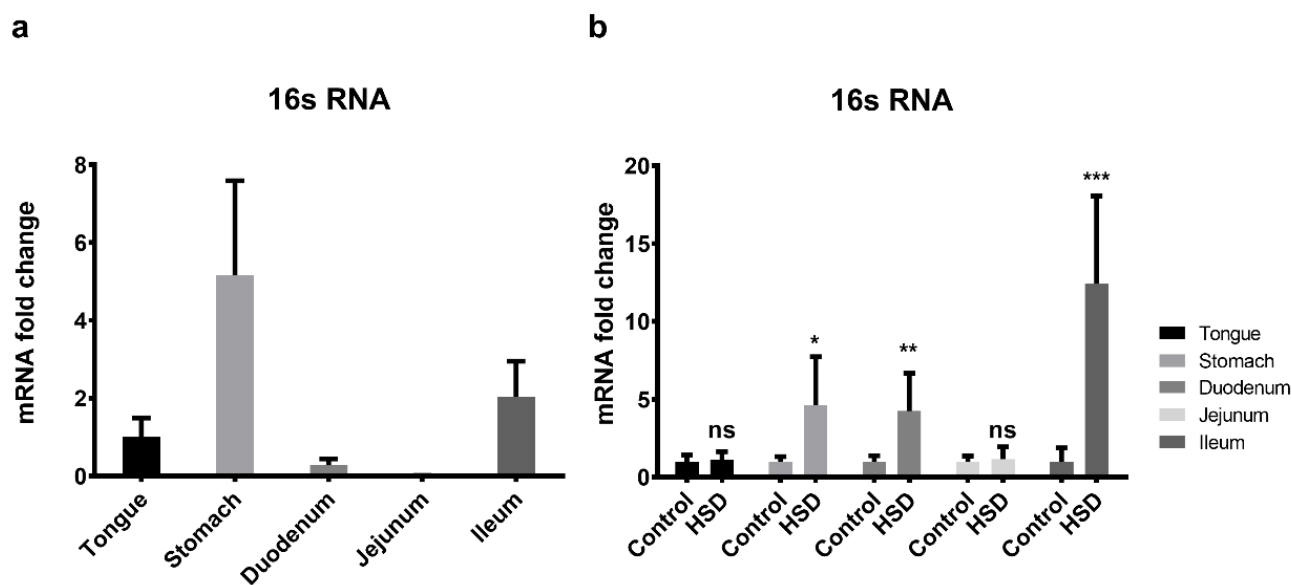 a
16s RNA
mRNA fold change
8
6
4
2
0
Tongue
Stomach
Duodenum
Jejunum
Ileum
b
16s RNA
mRNA fold change
20
15
10
5
0
ns
*
**
ns
***
Control
HSD
Control
HSD
Control
HSD
Control
HSD
Control
HSD
Tongue
Stomach
Duodenum
Jejunum
Ileum